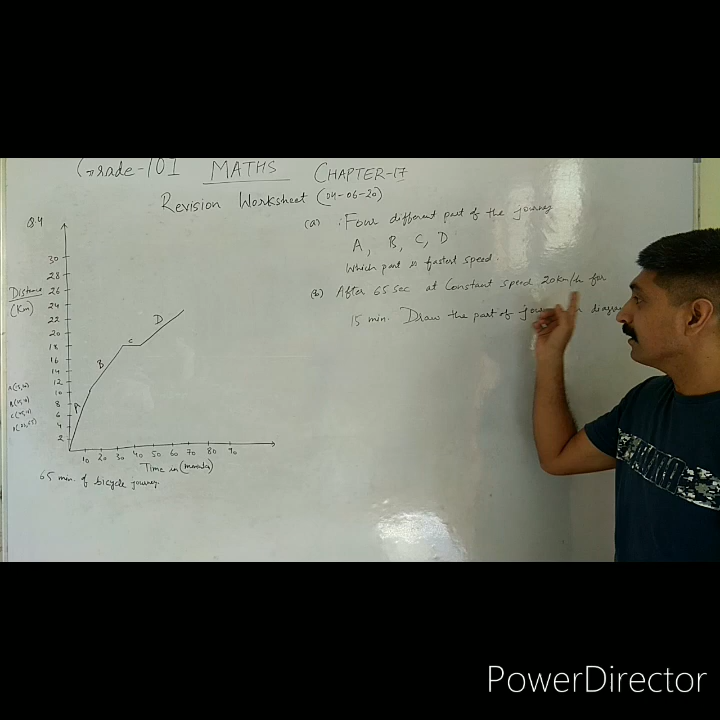 Grade-10I MATHS CHAPTER-17
Revision Worksheet (04-06-20)
Q.4
(a) : Four different part of the journey
A, B, C, D
Which part is fastest speed.
(b) After 65 sec at Constant speed 20km/h for
15 min. Draw the part of
Distance
(Km)
30
28
26
24
22
20
18
16
14
12
10
8
6
4
2
A
B
C
D
10 20 30 40 50 60 70 80 90
Time in (minutes)
65 min. of bicycle journey.
PowerDirector